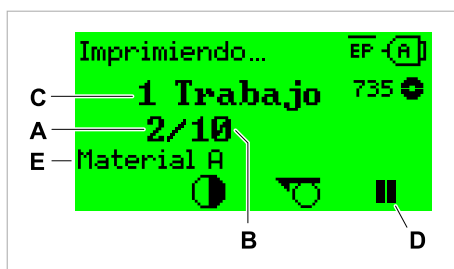 Imprimiendo... EP A
C 1 Trabajo 735
A 2/10
E Material A
B D